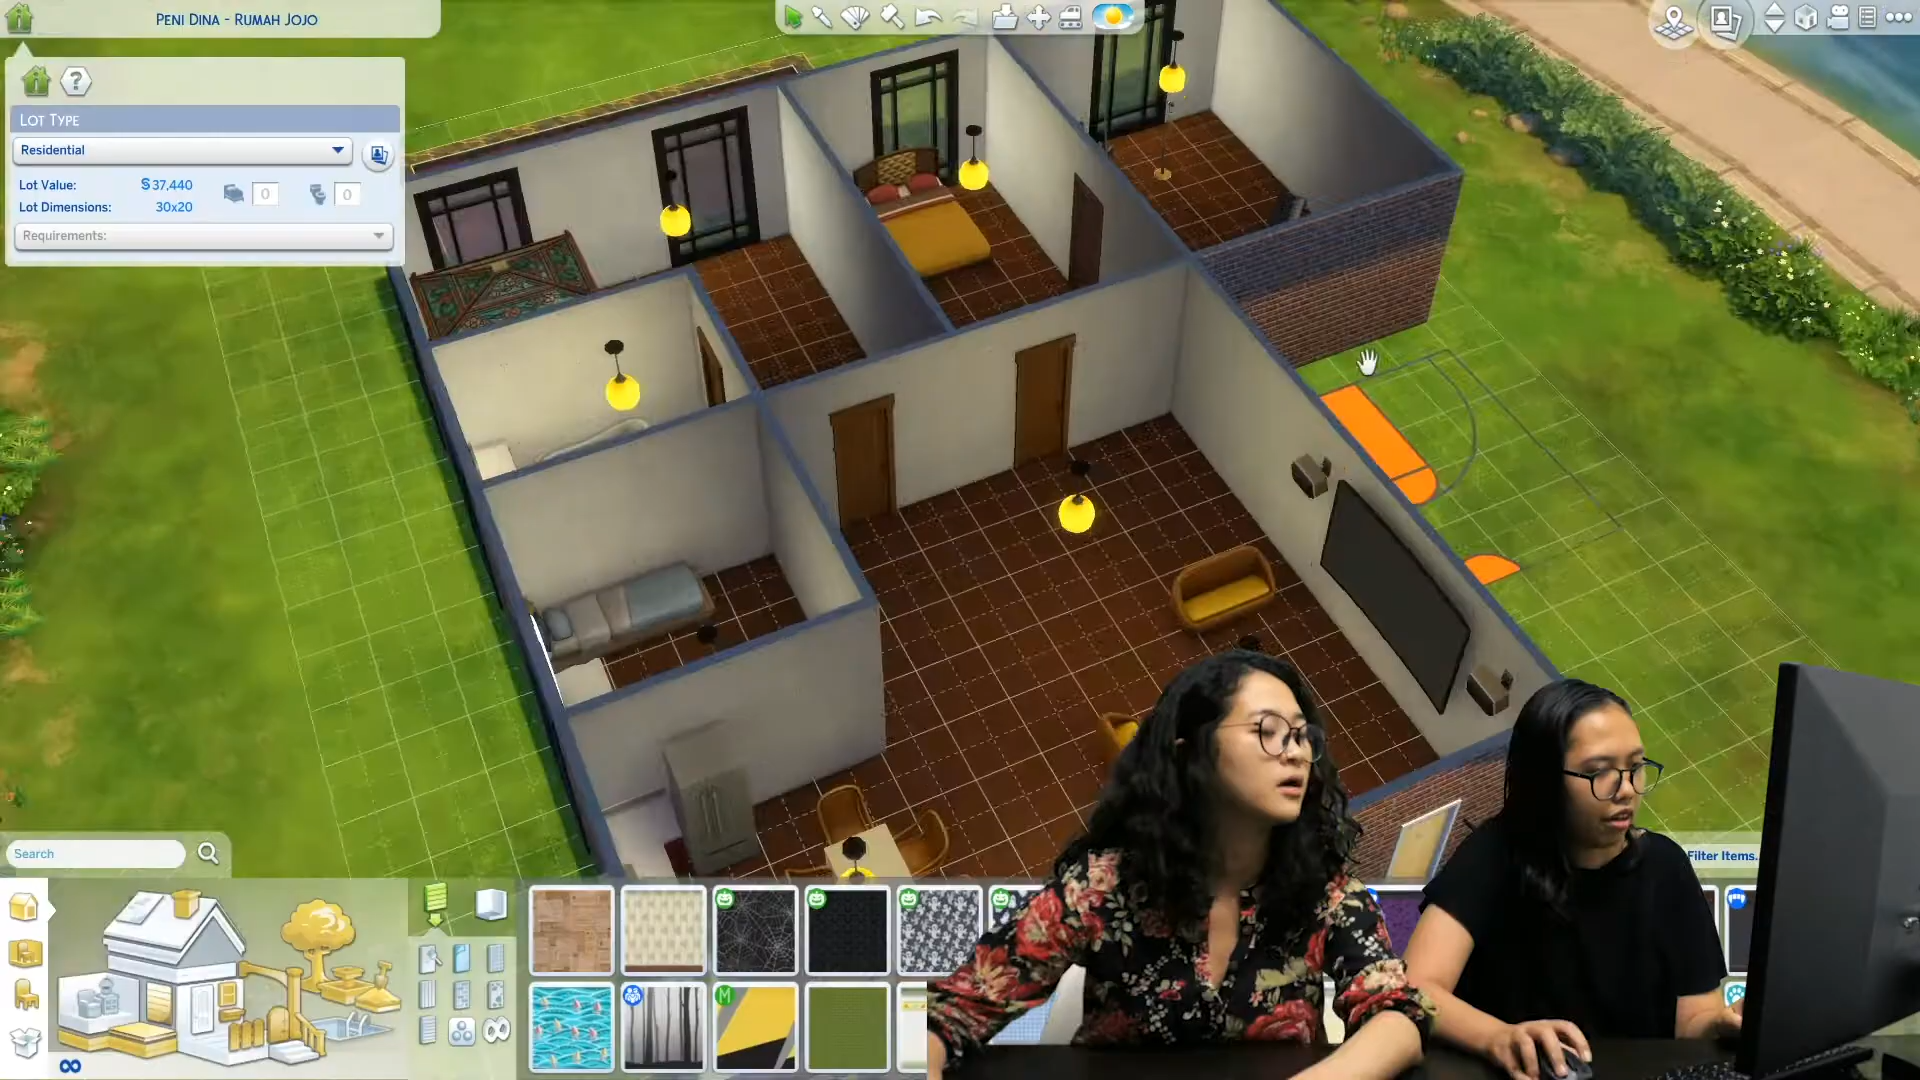 PENI DINA - RUMAH JOJO
?
LOT TYPE
Residential
Lot Value: §37,440
0
0
Lot Dimensions: 30x20
Requirements:
Search
Filter Items.
M